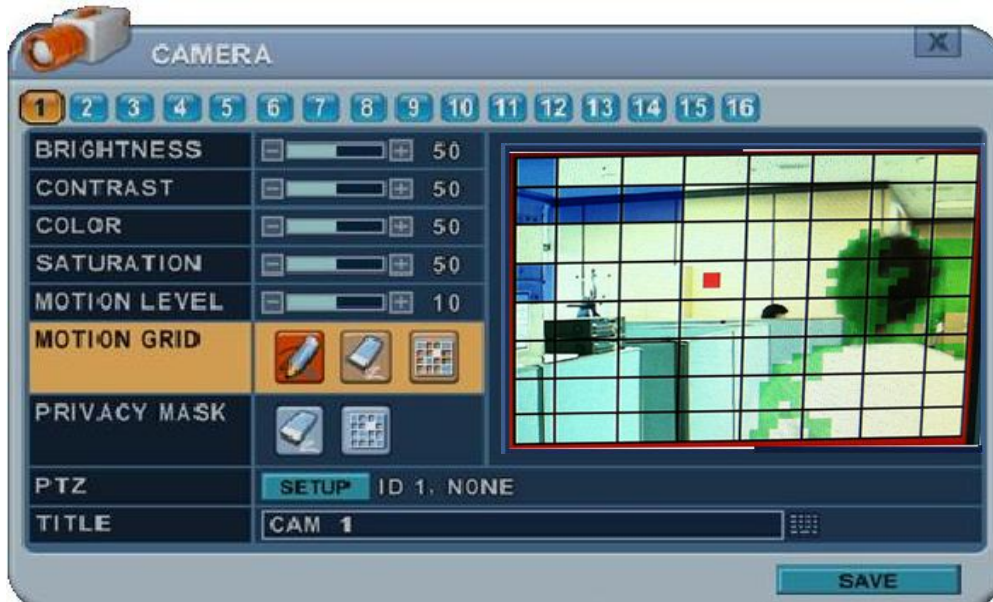 CAMERA X
1 2 3 4 5 6 7 8 9 10 11 12 13 14 15 16
BRIGHTNESS 50
CONTRAST 50
COLOR 50
SATURATION 50
MOTION LEVEL 10
MOTION GRID
PRIVACY MASK
PTZ SETUP ID 1, NONE
TITLE CAM 1
SAVE